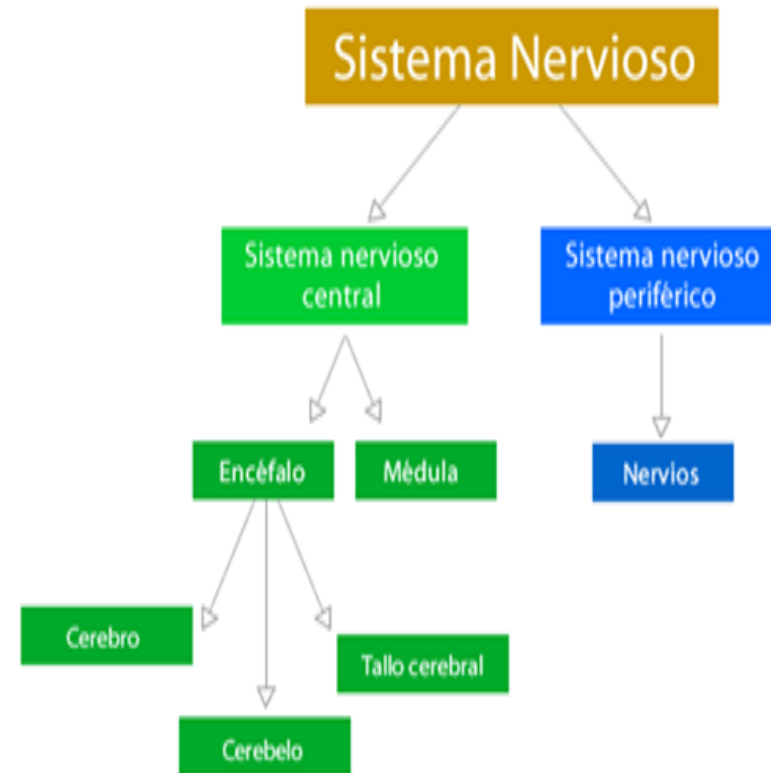 Sistema Nervioso
Sistema nervioso
central
Sistema nervioso
periférico
Encéfalo
Médula
Nervios
Cerebro
Tallo cerebral
Cerebelo